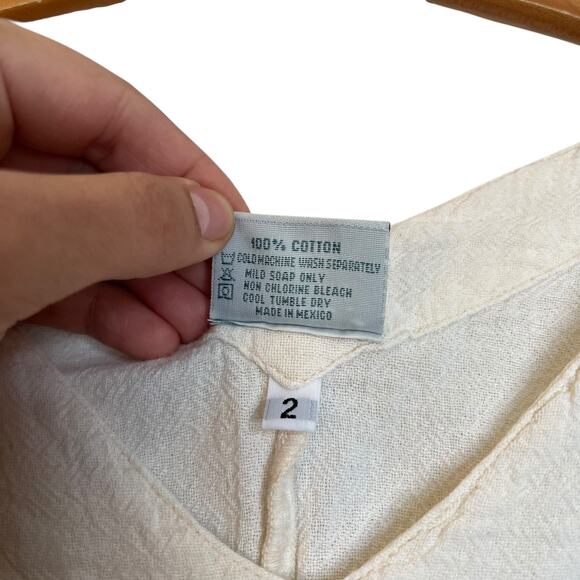 100% COTTON
COLD MACHINE WASH SEPARATELY
MILD SOAP ONLY
NON CHLORINE BLEACH
COOL TUMBLE DRY
MADE IN MEXICO
2